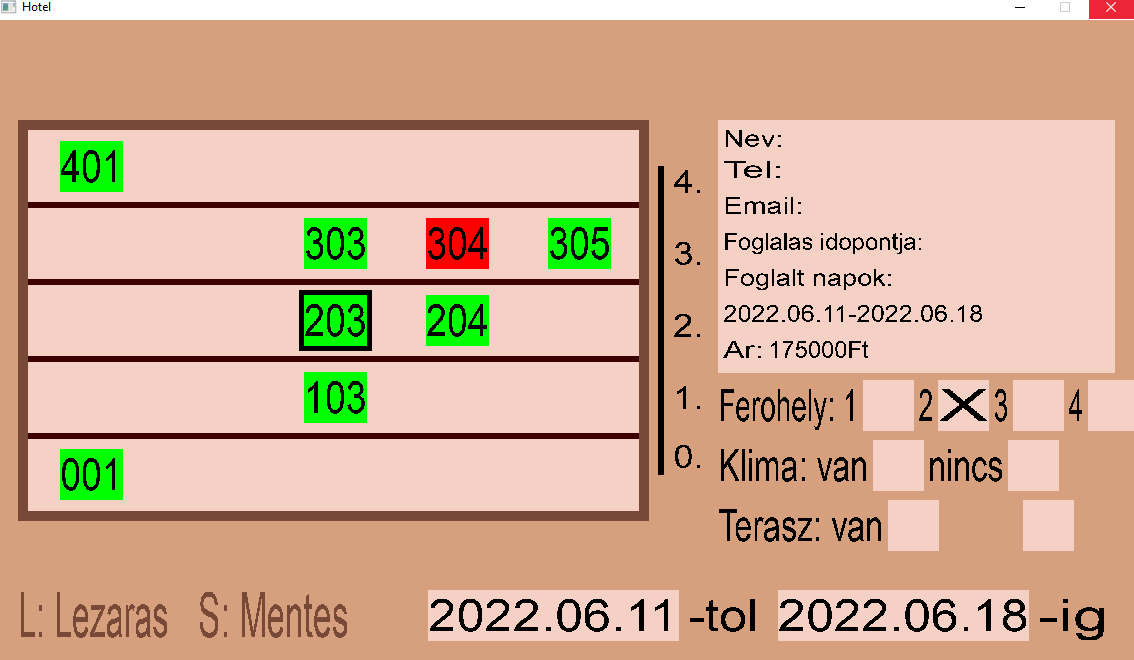 Hotel
401
303 304 305
203 204
103
001
4.
3.
2.
1.
0.
Nev:
Tel:
Email:
Foglalas idopontja:
Foglalt napok:
2022.06.11-2022.06.18
Ar: 175000Ft
Ferohely: 1 2 X 3 4
Klima: van nincs
Terasz: van
L: Lezaras S: Mentes
2022.06.11 -tol 2022.06.18 -ig